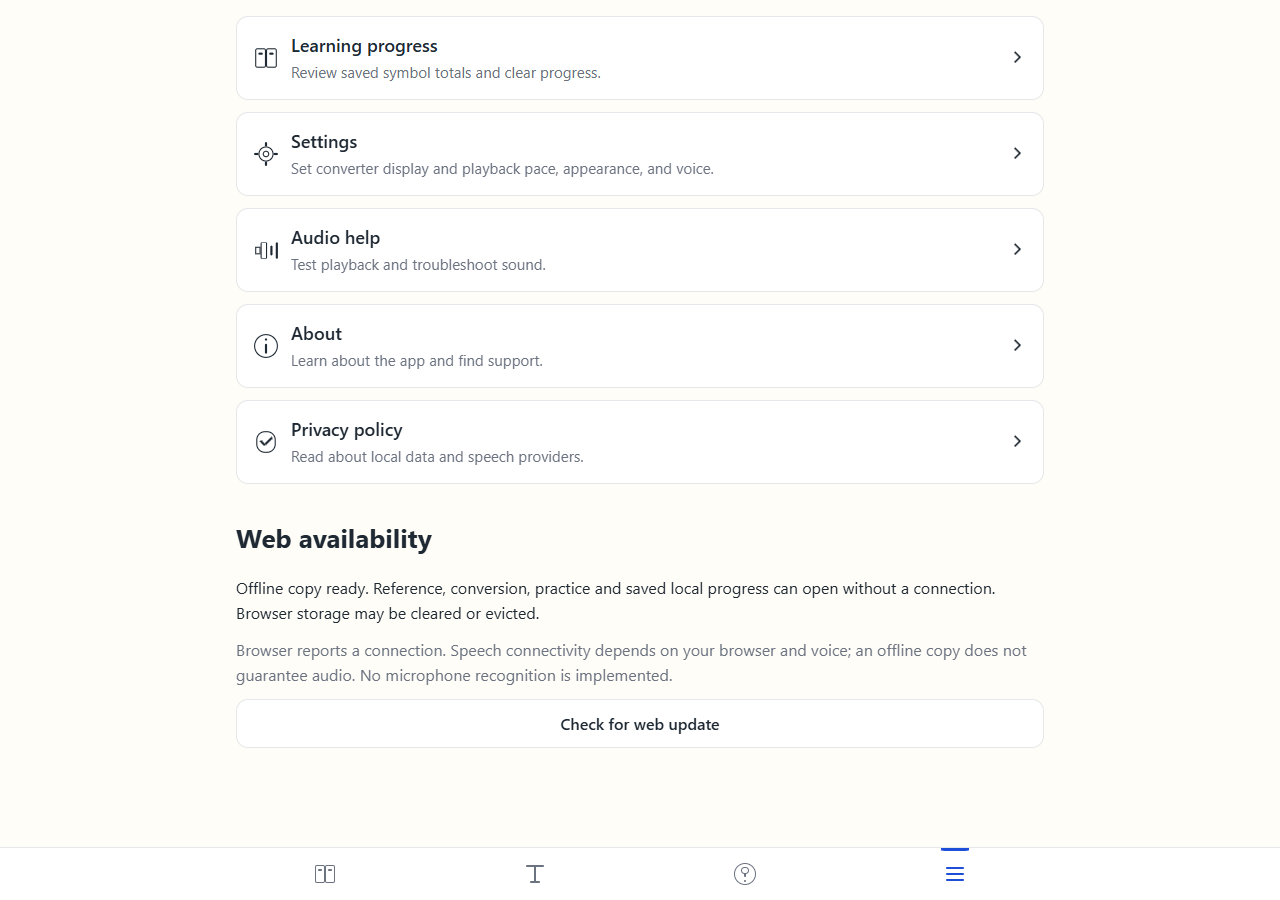 Learning progress
Review saved symbol totals and clear progress.
Settings
Set converter display and playback pace, appearance, and voice.
Audio help
Test playback and troubleshoot sound.
About
Learn about the app and find support.
Privacy policy
Read about local data and speech providers.
Web availability
Offline copy ready. Reference, conversion, practice and saved local progress can open without a connection.
Browser storage may be cleared or evicted.
Browser reports a connection. Speech connectivity depends on your browser and voice; an offline copy does not
guarantee audio. No microphone recognition is implemented.
Check for web update